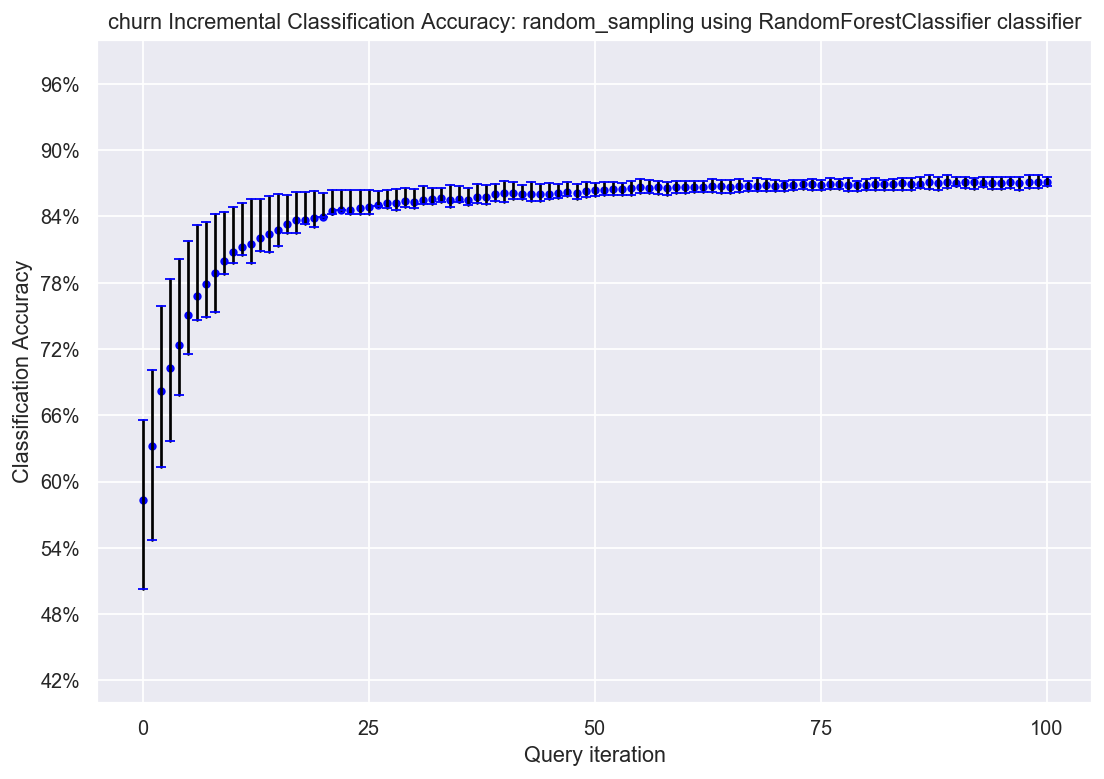 churn Incremental Classification Accuracy: random_sampling using RandomForestClassifier classifier
96%
90%
84%
78%
72%
66%
60%
54%
48%
42%
Classification Accuracy
0 25 50 75 100
Query iteration